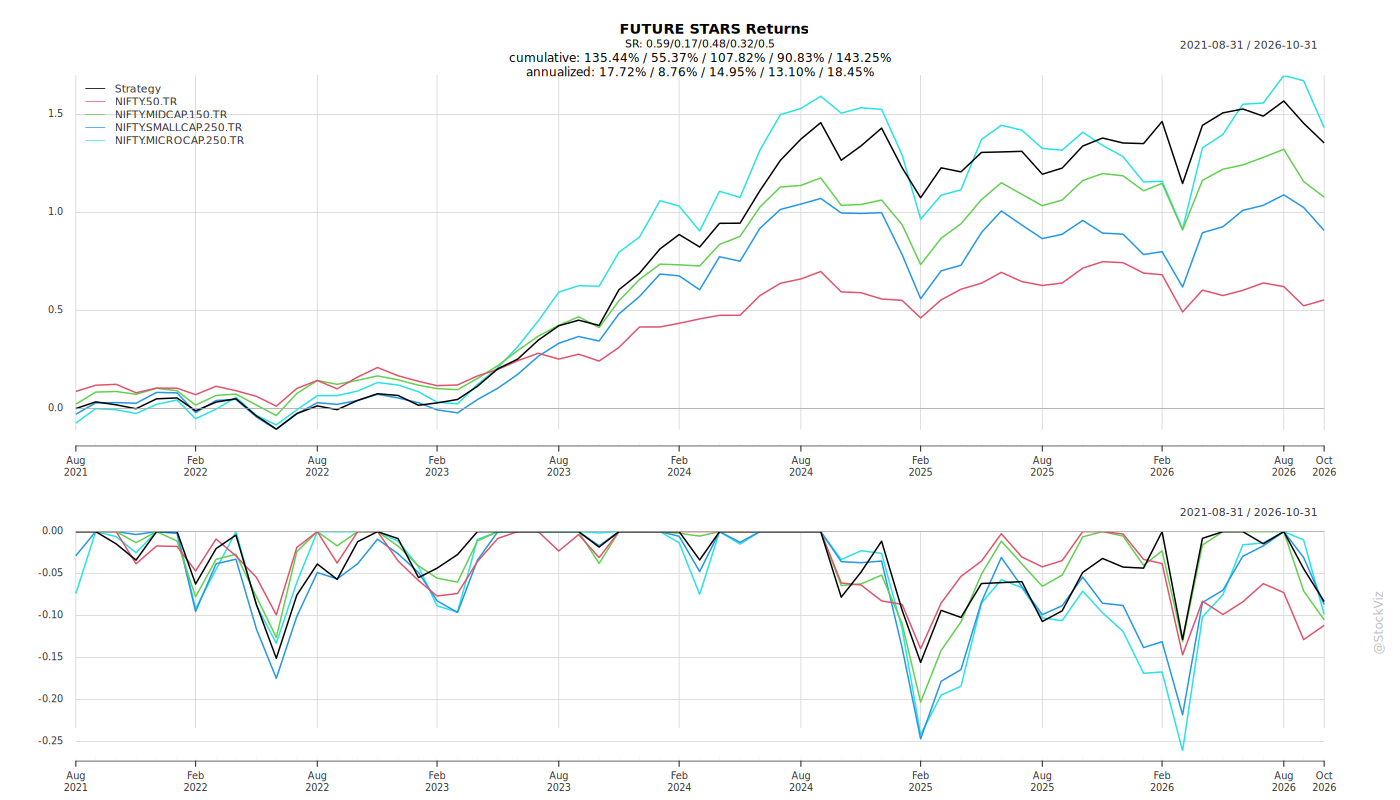 FUTURE STARS Returns
SR: 0.59/0.17/0.48/0.32/0.5
cumulative: 135.44% / 55.37% / 107.82% / 90.83% / 143.25%
annualized: 17.72% / 8.76% / 14.95% / 13.10% / 18.45%
2021-08-31 / 2026-10-31
Strategy
NIFTY.50.TR
NIFTY.MIDCAP.150.TR
NIFTY.SMALLCAP.250.TR
NIFTY.MICROCAP.250.TR
1.5
1.0
0.5
0.0
Aug 2021
Feb 2022
Aug 2022
Feb 2023
Aug 2023
Feb 2024
Aug 2024
Feb 2025
Aug 2025
Feb 2026
Aug 2026
Oct 2026
2021-08-31 / 2026-10-31
0.00
-0.05
-0.10
-0.15
-0.20
-0.25
Aug 2021
Feb 2022
Aug 2022
Feb 2023
Aug 2023
Feb 2024
Aug 2024
Feb 2025
Aug 2025
Feb 2026
Aug 2026
Oct 2026
@StockViz